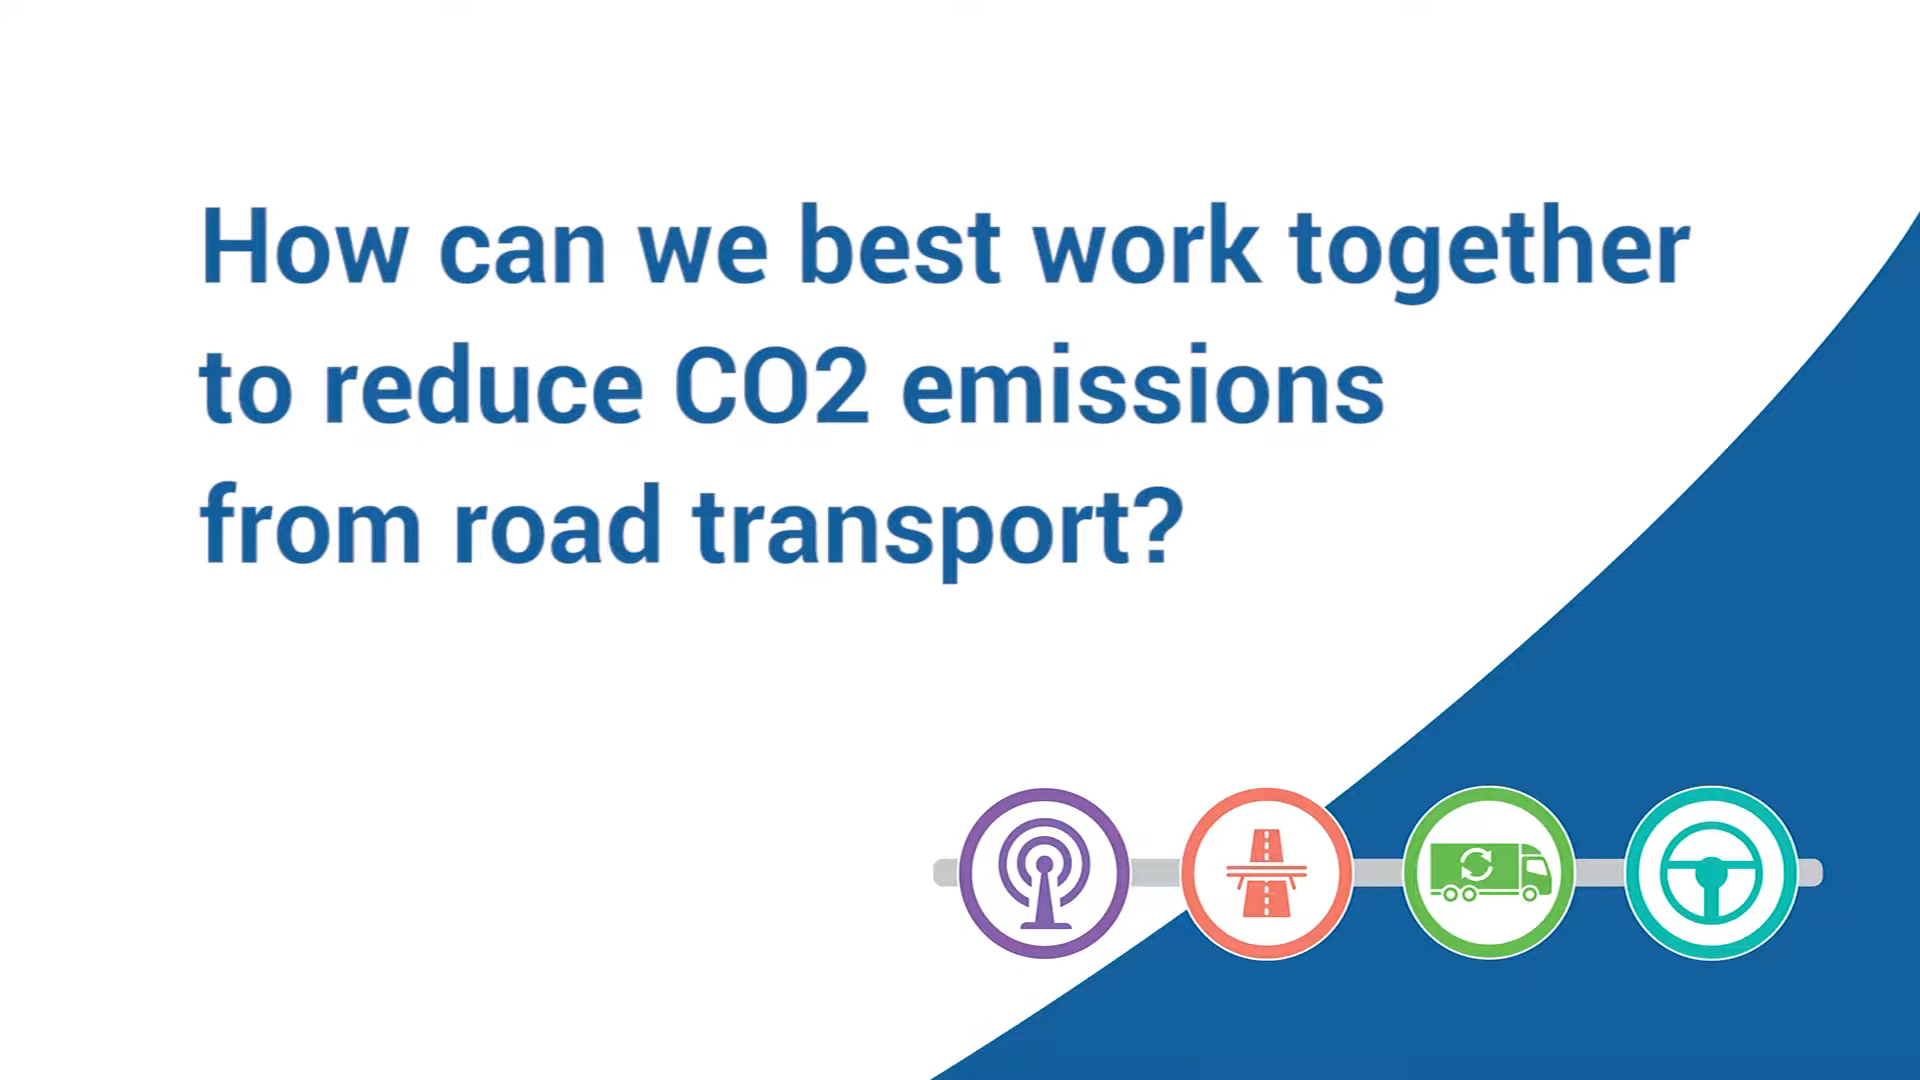 How can we best work together
to reduce CO2 emissions
from road transport?